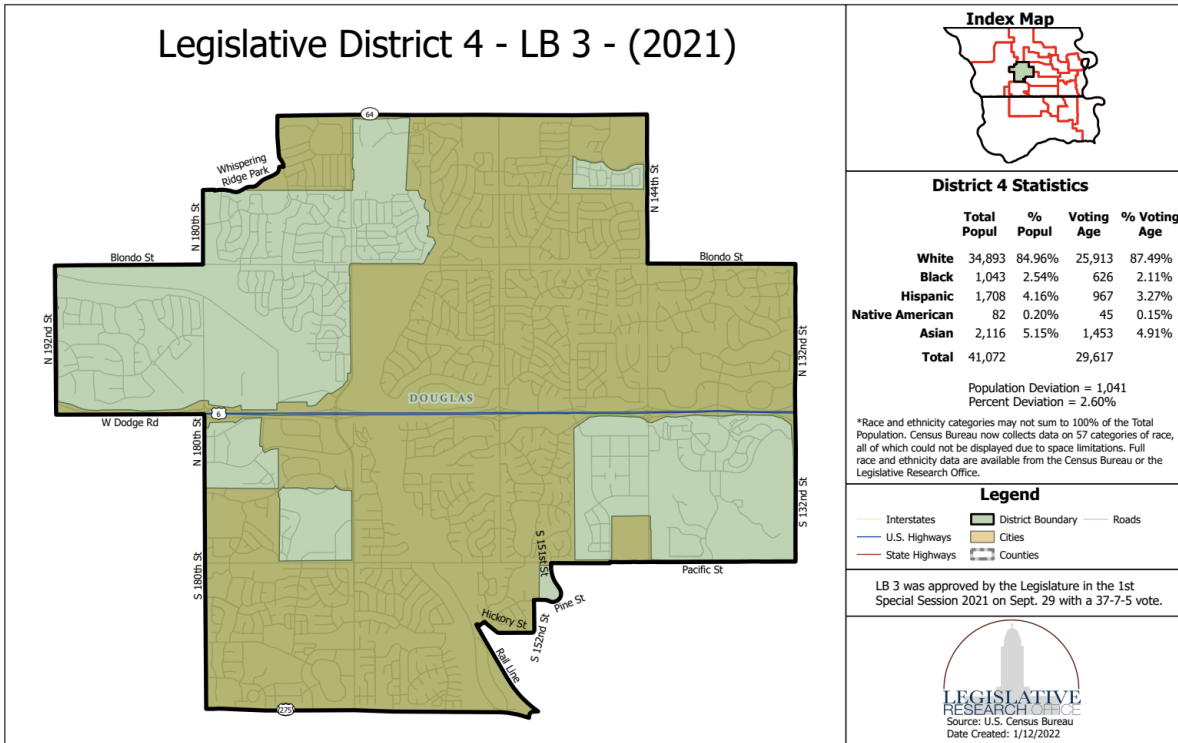 Legislative District 4 - LB 3 - (2021)
64
Whispering
Ridge Park
N 180th St
N 144th St
Blondo St
Blondo St
N 192nd St
N 132nd St
DOUGLAS
6
W Dodge Rd
N 180th St
S 132nd St
S 180th St
S 151st St
Pacific St
Pine St
Hickory St
S 152nd St
Rail Line
275
Index Map
District 4 Statistics
Total % Voting % Voting
Popul Popul Age Age
White 34,893 84.96% 25,913 87.49%
Black 1,043 2.54% 626 2.11%
Hispanic 1,708 4.16% 967 3.27%
Native American 82 0.20% 45 0.15%
Asian 2,116 5.15% 1,453 4.91%
Total 41,072 29,617
Population Deviation = 1,041
Percent Deviation = 2.60%
*Race and ethnicity categories may not sum to 100% of the Total
Population. Census Bureau now collects data on 57 categories of race,
all of which could not be displayed due to space limitations. Full
race and ethnicity data are available from the Census Bureau or the
Legislative Research Office.
Legend
Interstates District Boundary Roads
U.S. Highways Cities
State Highways Counties
LB 3 was approved by the Legislature in the 1st
Special Session 2021 on Sept. 29 with a 37-7-5 vote.
LEGISLATIVE
RESEARCH OFFICE
Source: U.S. Census Bureau
Date Created: 1/12/2022